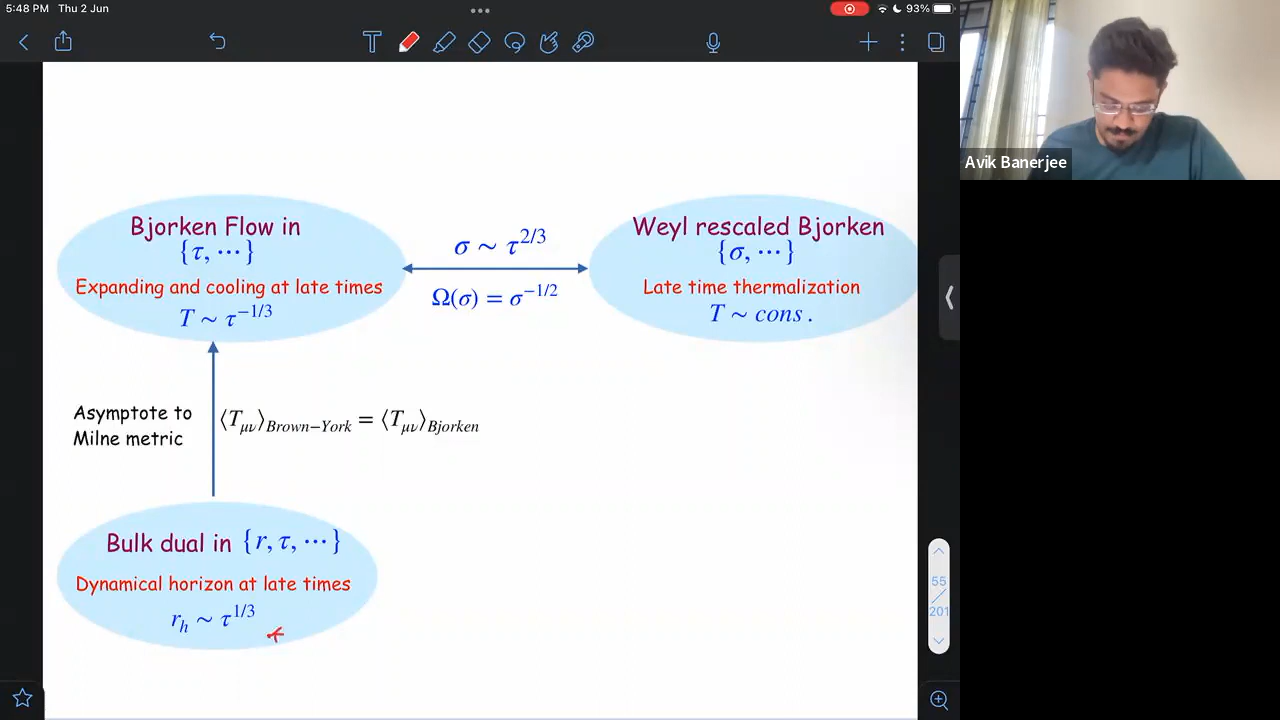 5:48 PM Thu 2 Jun
93%
Avik Banerjee
Bjorken Flow in
{τ, ⋯}
Expanding and cooling at late times
T ∼ τ^{-1/3}
σ ∼ τ^{2/3}
Ω(σ) = σ^{-1/2}
Weyl rescaled Bjorken
{σ, ⋯}
Late time thermalization
T ∼ cons .
Asymptote to
Milne metric
⟨T_{μν}⟩_{Brown−York} = ⟨T_{μν}⟩_{Bjorken}
Bulk dual in {r, τ, ⋯}
Dynamical horizon at late times
r_h ∼ τ^{1/3}
55
201